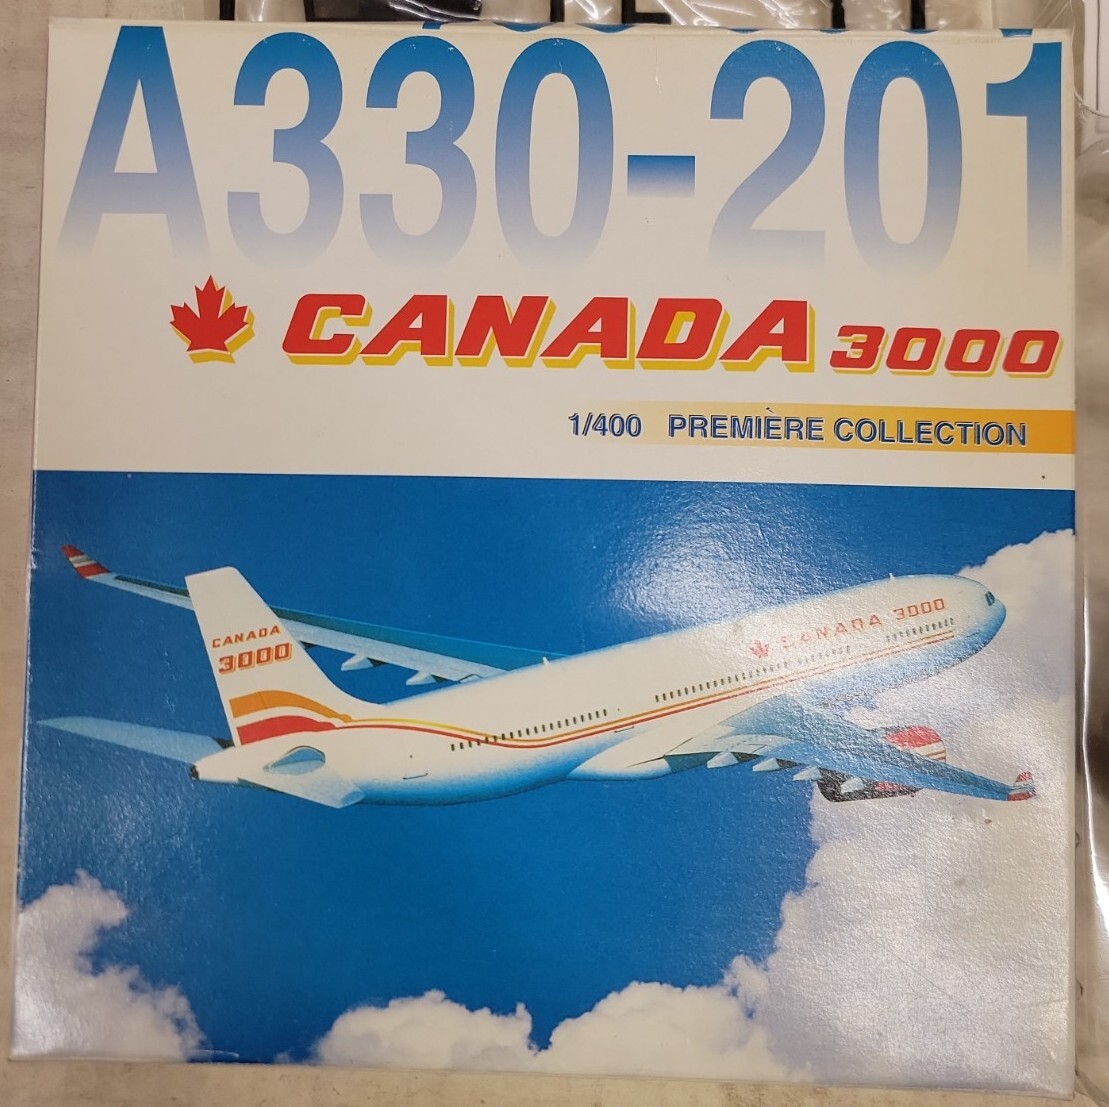 A330-201
CANADA 3000
1/400 PREMIÈRE COLLECTION
CANADA 3000
CANADA
3000